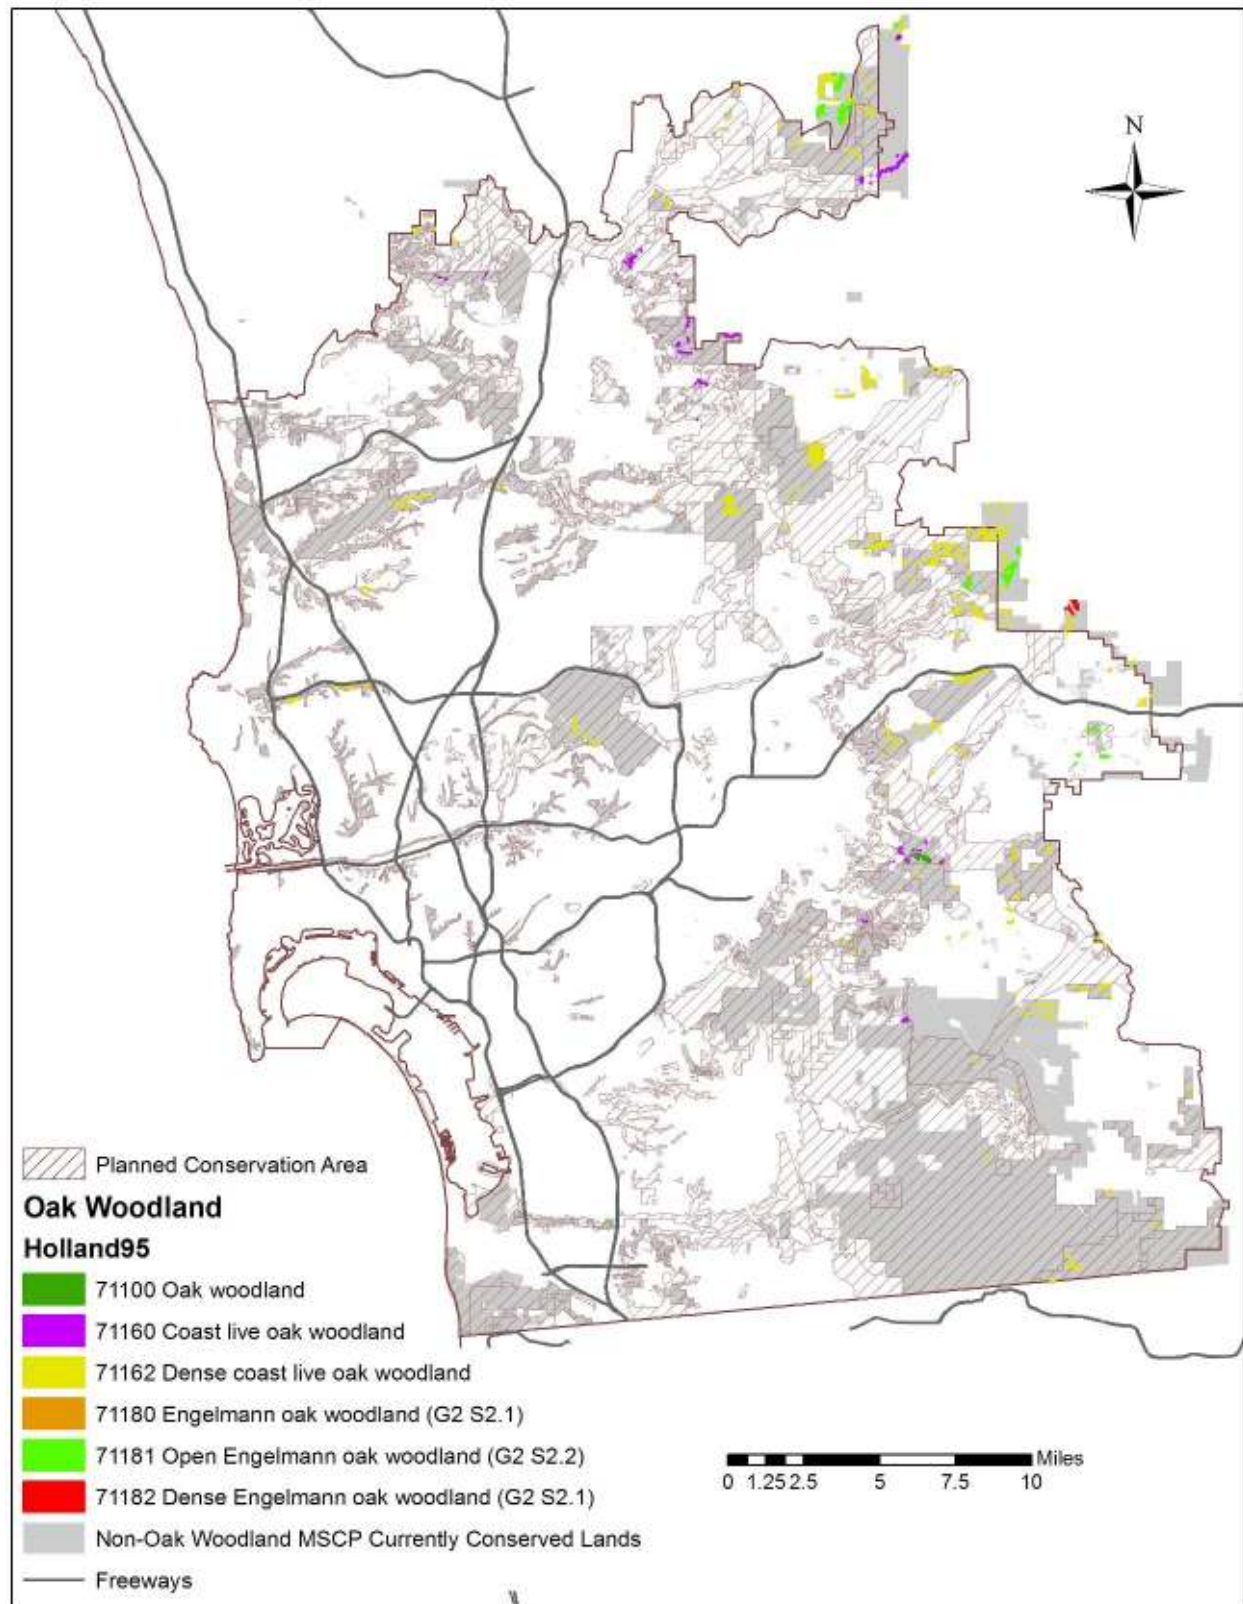 N
Planned Conservation Area
Oak Woodland
Holland95
71100 Oak woodland
71160 Coast live oak woodland
71162 Dense coast live oak woodland
71180 Engelmann oak woodland (G2 S2.1)
71181 Open Engelmann oak woodland (G2 S2.2)
71182 Dense Engelmann oak woodland (G2 S2.1)
Non-Oak Woodland MSCP Currently Conserved Lands
Freeways
Miles
0 1.25 2.5 5 7.5 10